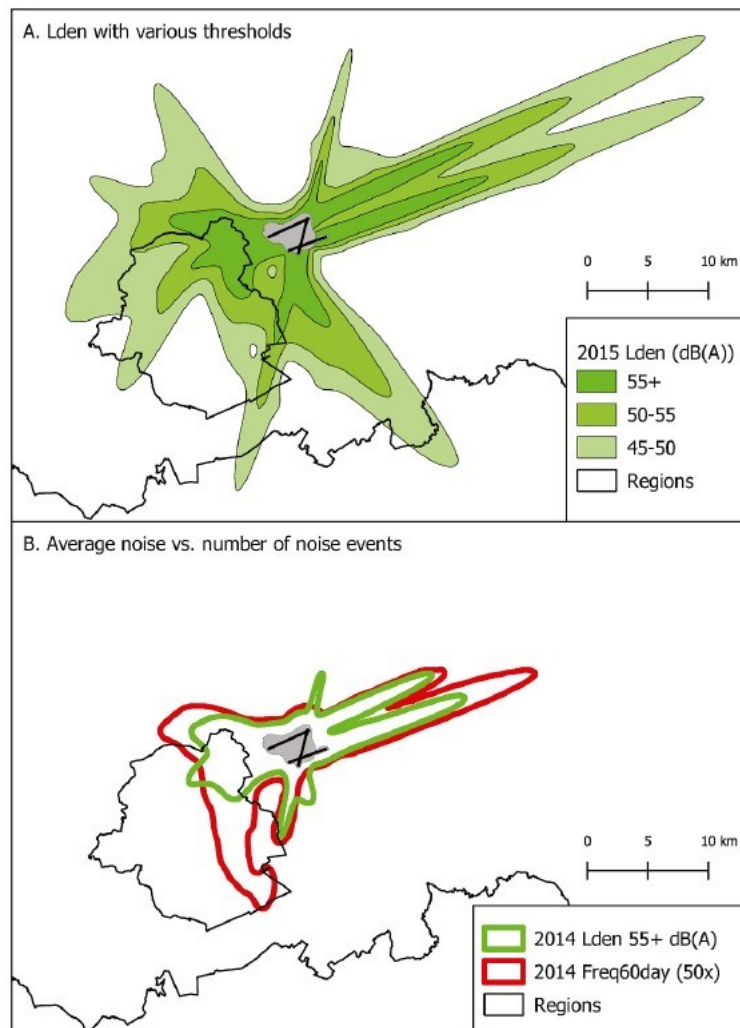 A. Lden with various thresholds
0 5 10 km
2015 Lden (dB(A))
55+
50-55
45-50
Regions
B. Average noise vs. number of noise events
0 5 10 km
2014 Lden 55+ dB(A)
2014 Freq60day (50x)
Regions